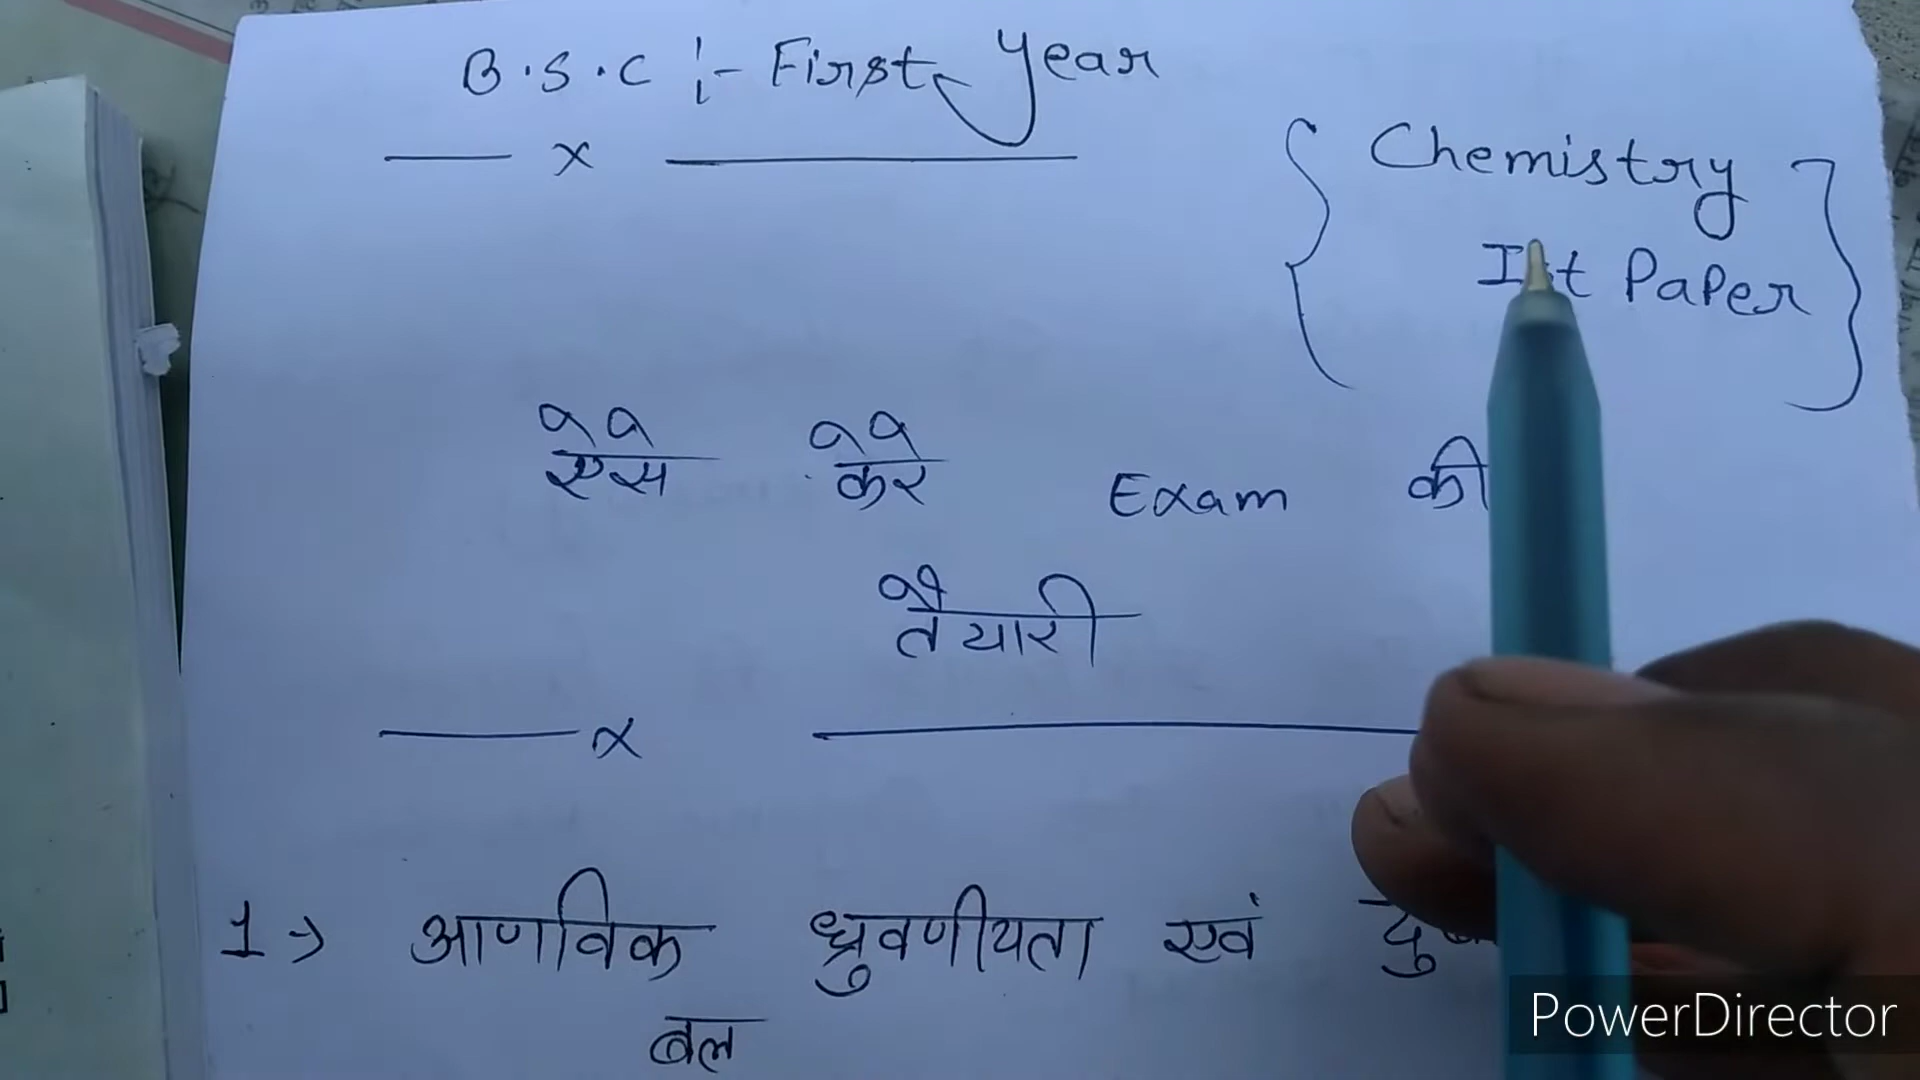 B.S.C :- First Year
x
{ Chemistry
Ist Paper }
ऐसे करे Exam की
तैयारी
x
1 → आणविक ध्रुवणीयता एवं
बल
PowerDirector